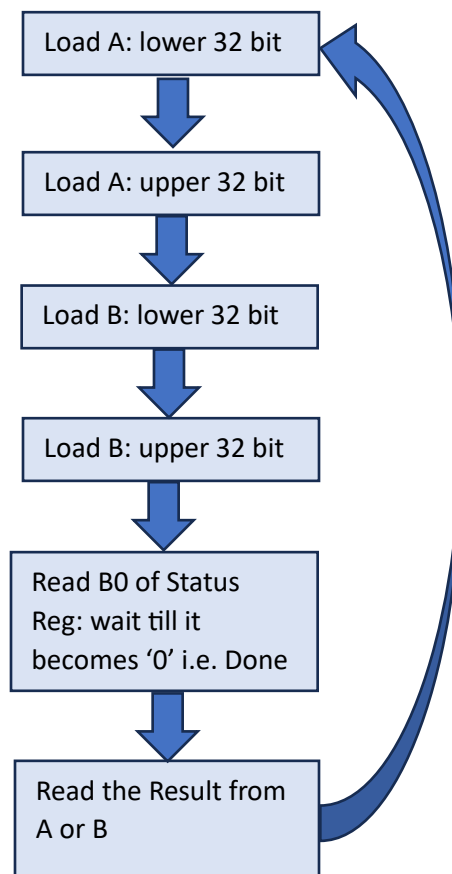 Load A: lower 32 bit
Load A: upper 32 bit
Load B: lower 32 bit
Load B: upper 32 bit
Read B0 of Status
Reg: wait till it
becomes ‘0’ i.e. Done
Read the Result from
A or B